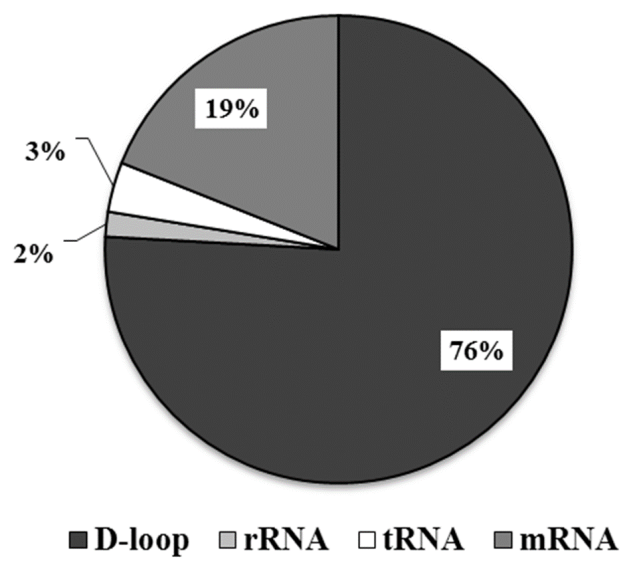 19%
3%
2%
76%
D-loop rRNA tRNA mRNA